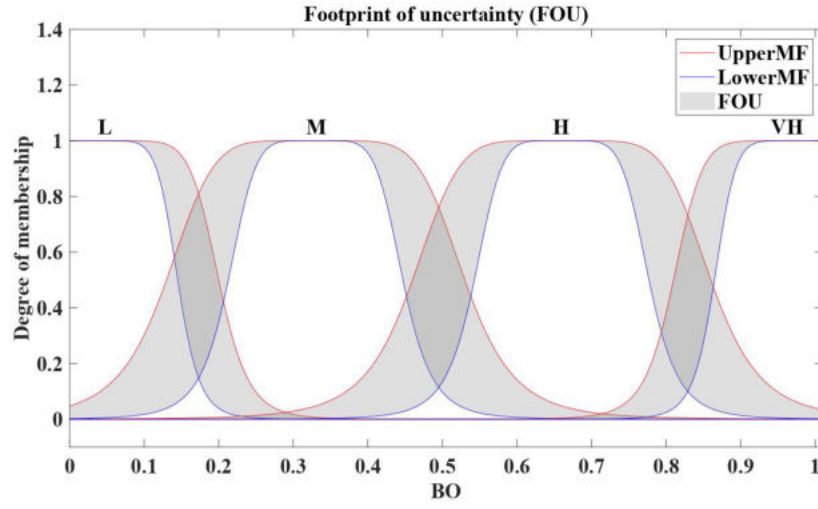 Footprint of uncertainty (FOU)
1.4
UpperMF
LowerMF
FOU
1.2
L M H VH
1
0.8
0.6
0.4
0.2
0
Degree of membership
0 0.1 0.2 0.3 0.4 0.5 0.6 0.7 0.8 0.9 1
BO